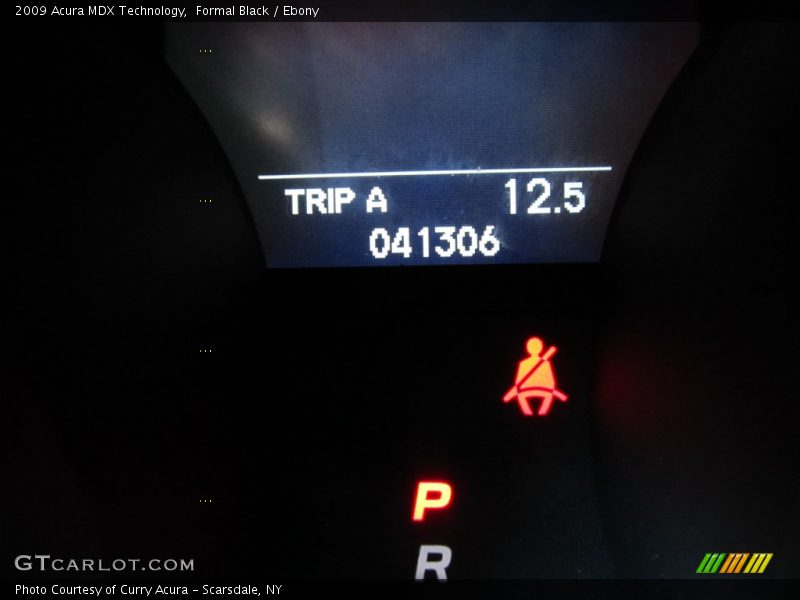 2009 Acura MDX Technology,  Formal Black / Ebony
...
TRIP A 12.5
...
041306
...
P
...
R
GTCARLOT.COM
Photo Courtesy of Curry Acura - Scarsdale, NY